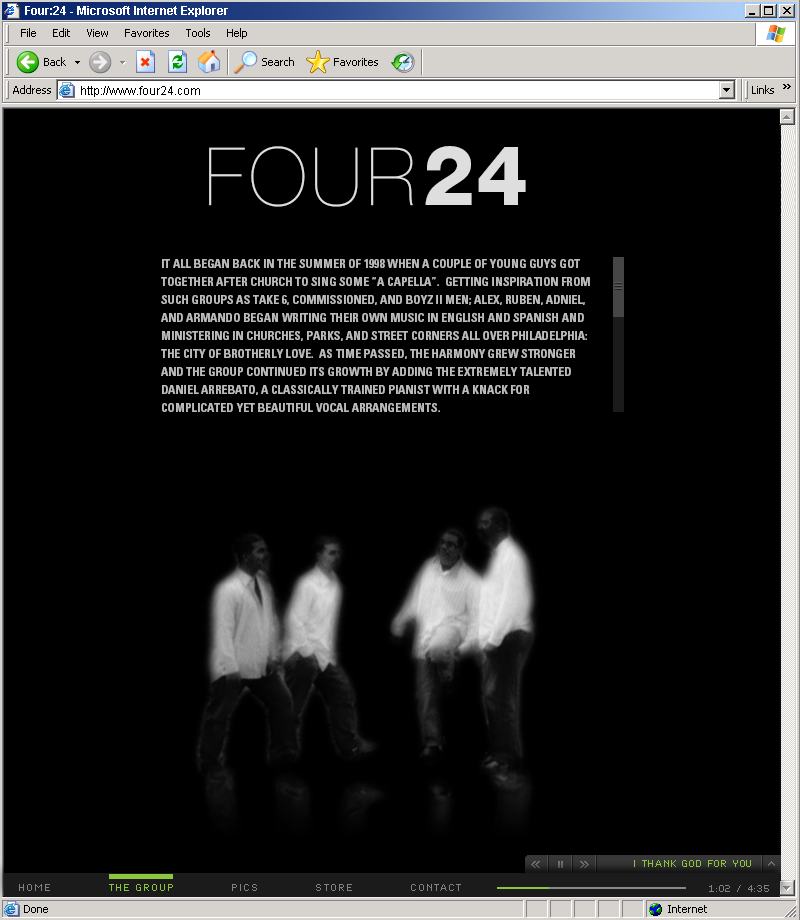 Four:24 - Microsoft Internet Explorer
File Edit View Favorites Tools Help
Back Search Favorites
Address http://www.four24.com Links »
FOUR24
IT ALL BEGAN BACK IN THE SUMMER OF 1998 WHEN A COUPLE OF YOUNG GUYS GOT
TOGETHER AFTER CHURCH TO SING SOME "A CAPELLA". GETTING INSPIRATION FROM
SUCH GROUPS AS TAKE 6, COMMISSIONED, AND BOYZ II MEN; ALEX, RUBEN, ADNIEL,
AND ARMANDO BEGAN WRITING THEIR OWN MUSIC IN ENGLISH AND SPANISH AND
MINISTERING IN CHURCHES, PARKS, AND STREET CORNERS ALL OVER PHILADELPHIA:
THE CITY OF BROTHERLY LOVE. AS TIME PASSED, THE HARMONY GREW STRONGER
AND THE GROUP CONTINUED ITS GROWTH BY ADDING THE EXTREMELY TALENTED
DANIEL ARREBATO, A CLASSICALLY TRAINED PIANIST WITH A KNACK FOR
COMPLICATED YET BEAUTIFUL VOCAL ARRANGEMENTS.
I THANK GOD FOR YOU
HOME THE GROUP PICS STORE CONTACT 1:02 / 4:35
Done Internet